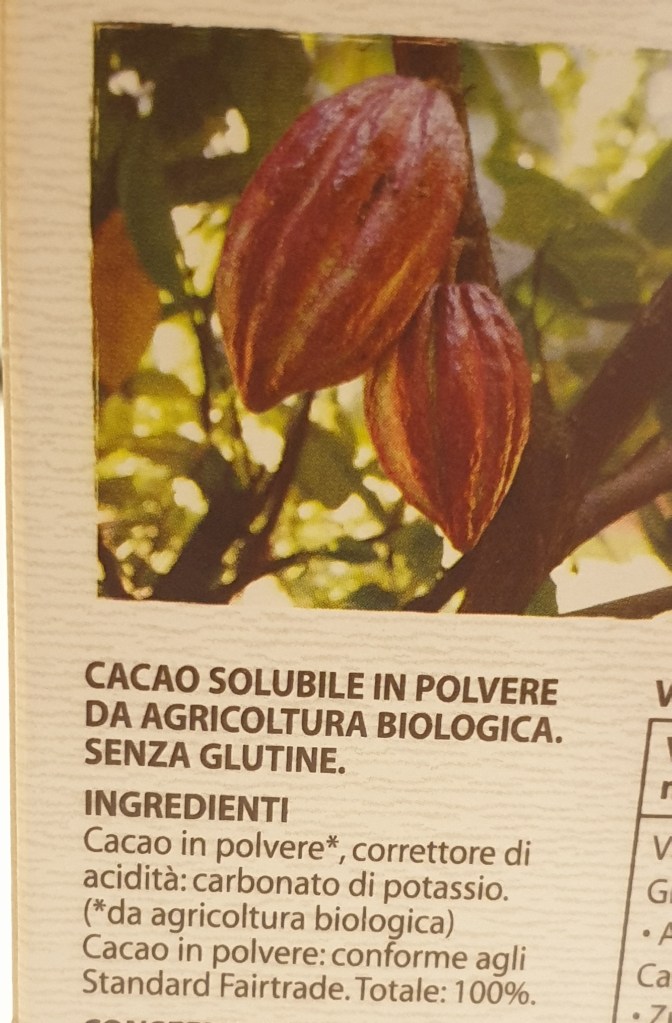 CACAO SOLUBILE IN POLVERE
DA AGRICOLTURA BIOLOGICA.
SENZA GLUTINE.
INGREDIENTI
Cacao in polvere*, correttore di
acidità: carbonato di potassio.
(*da agricoltura biologica)
Cacao in polvere: conforme agli
Standard Fairtrade. Totale: 100%.